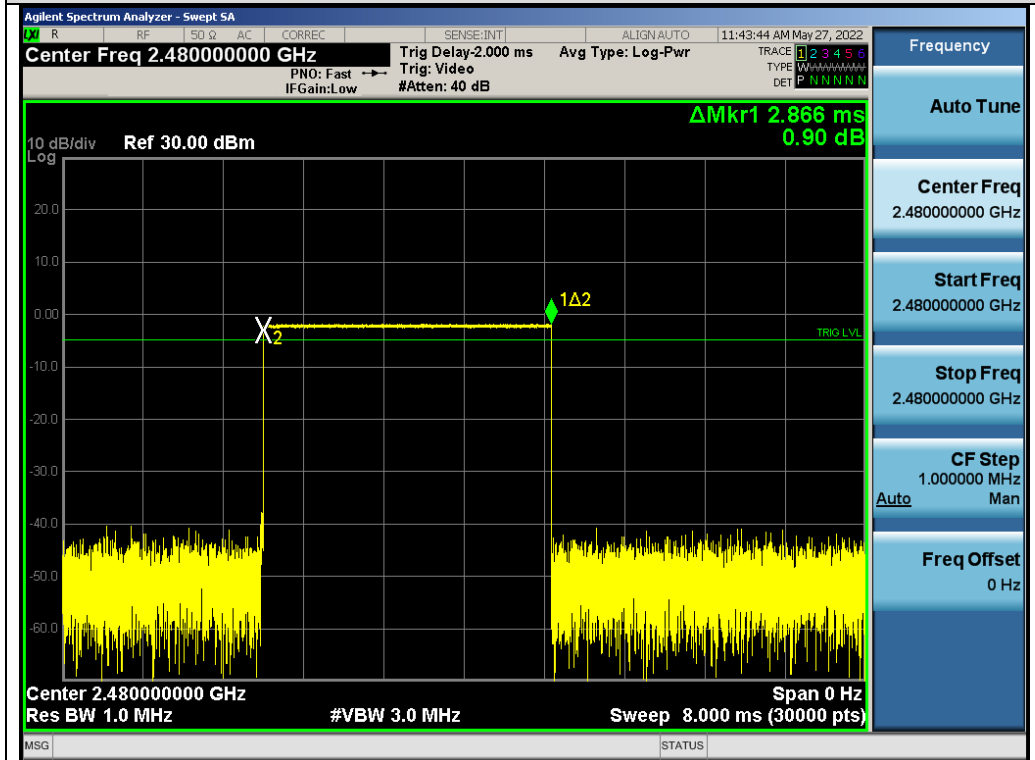 Agilent Spectrum Analyzer - Swept SA
LXI R RF 50 Ω AC CORREC SENSE:INT ALIGN AUTO 11:43:44 AM May 27, 2022
Center Freq 2.480000000 GHz
PNO: Fast
IFGain:Low
Trig Delay-2.000 ms
Trig: Video
#Atten: 40 dB
Avg Type: Log-Pwr
TRACE 1 2 3 4 5 6
TYPE WWWWWW
DET P N N N N N
ΔMkr1 2.866 ms
0.90 dB
10 dB/div
Log
Ref 30.00 dBm
20.0
10.0
0.00
-10.0
-20.0
-30.0
-40.0
-50.0
-60.0
2
1Δ2
TRIG LVL
Center 2.480000000 GHz
Span 0 Hz
Res BW 1.0 MHz
#VBW 3.0 MHz
Sweep 8.000 ms (30000 pts)
MSG
STATUS
Frequency
Auto Tune
Center Freq
2.480000000 GHz
Start Freq
2.480000000 GHz
Stop Freq
2.480000000 GHz
CF Step
1.000000 MHz
Auto Man
Freq Offset
0 Hz